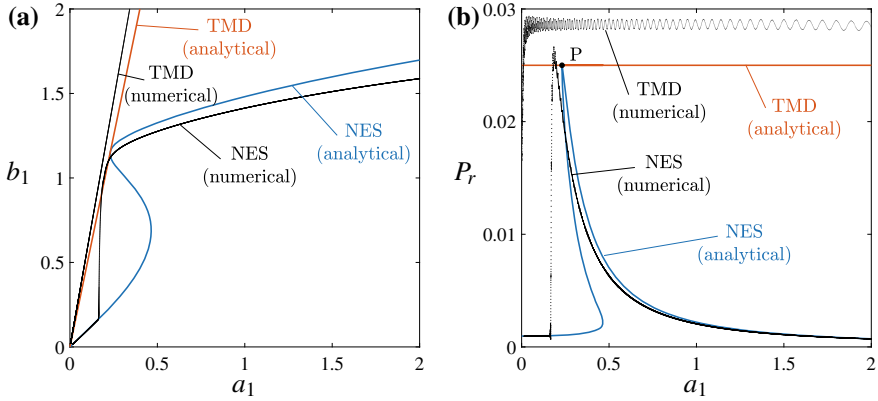 (a)
2
1.5
1
0.5
0
b1
TMD
(analytical)
TMD
(numerical)
NES
(analytical)
NES
(numerical)
0
0.5
1
1.5
2
a1
(b)
0.03
0.02
0.01
0
Pr
P
TMD
(numerical)
TMD
(analytical)
NES
(numerical)
NES
(analytical)
0
0.5
1
1.5
2
a1